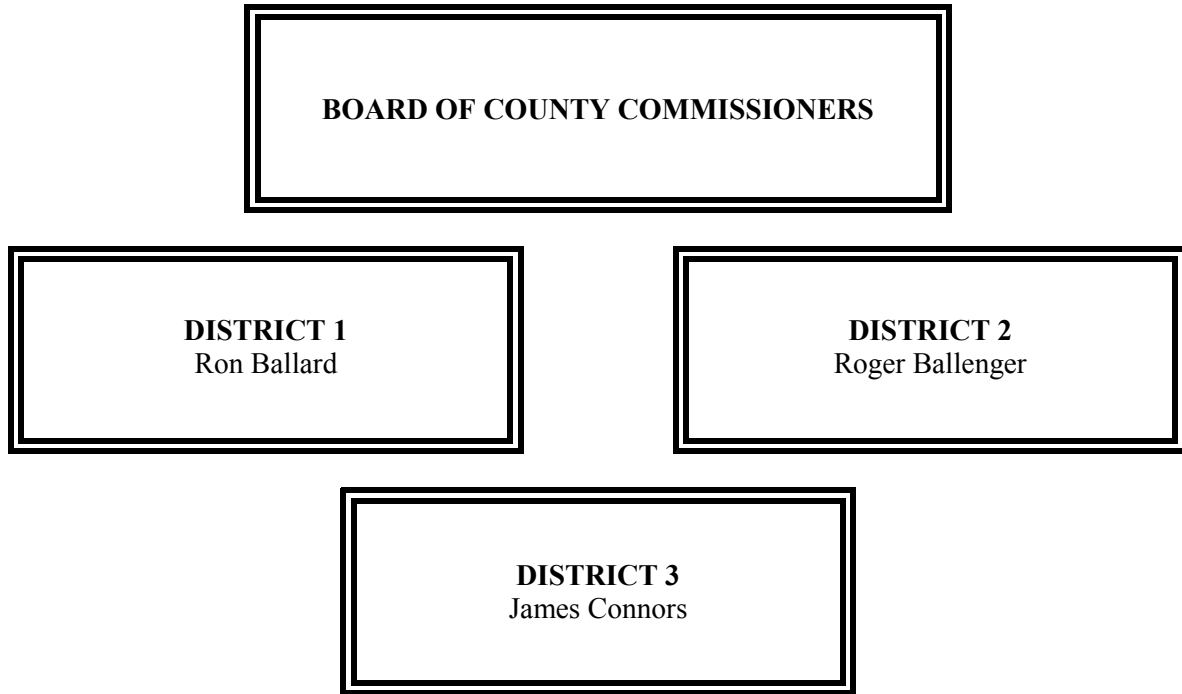 BOARD OF COUNTY COMMISSIONERS
DISTRICT 1
Ron Ballard
DISTRICT 2
Roger Ballenger
DISTRICT 3
James Connors